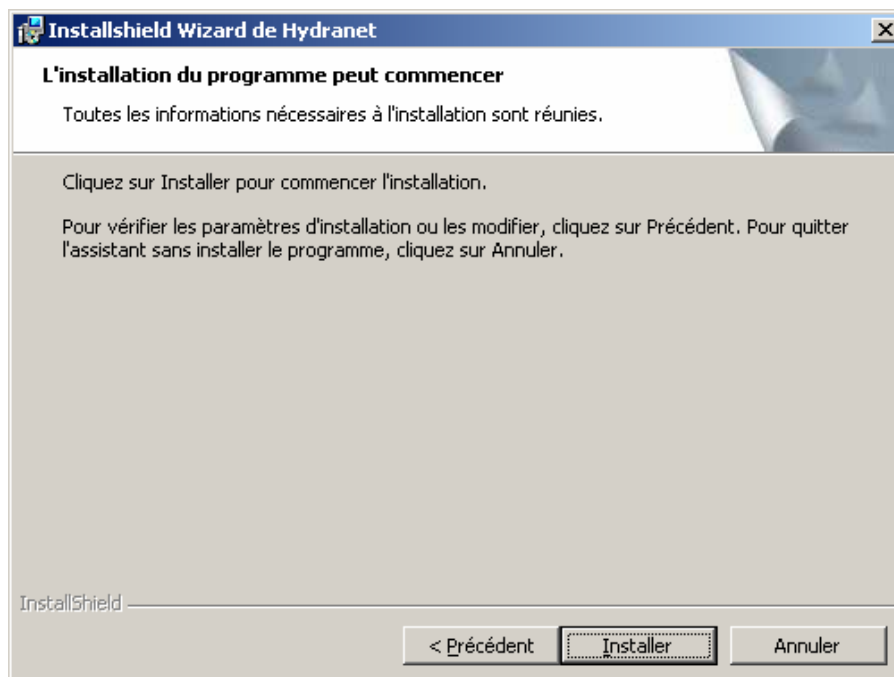 Installshield Wizard de Hydranet
L'installation du programme peut commencer
Toutes les informations nécessaires à l'installation sont réunies.
Cliquez sur Installer pour commencer l'installation.
Pour vérifier les paramètres d'installation ou les modifier, cliquez sur Précédent. Pour quitter
l'assistant sans installer le programme, cliquez sur Annuler.
InstallShield
< Précédent
Installer
Annuler